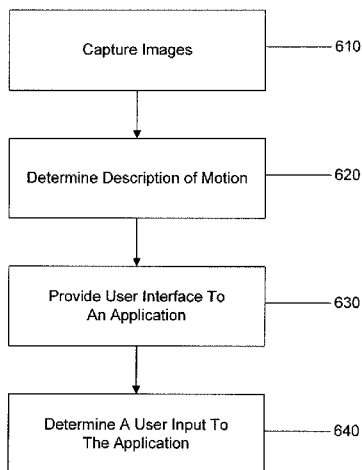 Capture Images
610
Determine Description of Motion
620
Provide User Interface To
An Application
630
Determine A User Input To
The Application
640